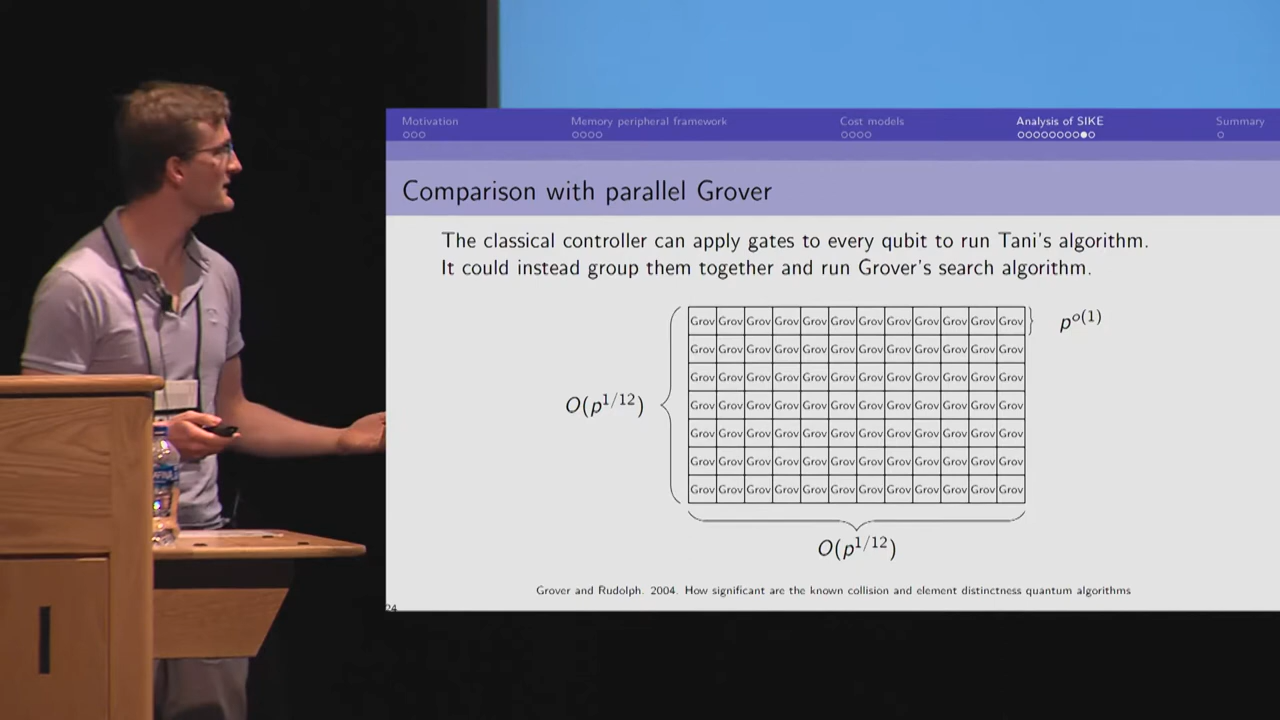 Motivation Memory peripheral framework Cost models Analysis of SIKE Summary
Comparison with parallel Grover
The classical controller can apply gates to every qubit to run Tani's algorithm.
It could instead group them together and run Grover's search algorithm.
Grov Grov Grov Grov Grov Grov Grov Grov Grov Grov Grov Grov
p^{o(1)}
Grov Grov Grov Grov Grov Grov Grov Grov Grov Grov Grov Grov
Grov Grov Grov Grov Grov Grov Grov Grov Grov Grov Grov Grov
O(p^{1/12})
Grov Grov Grov Grov Grov Grov Grov Grov Grov Grov Grov Grov
Grov Grov Grov Grov Grov Grov Grov Grov Grov Grov Grov Grov
Grov Grov Grov Grov Grov Grov Grov Grov Grov Grov Grov Grov
Grov Grov Grov Grov Grov Grov Grov Grov Grov Grov Grov Grov
O(p^{1/12})
Grover and Rudolph. 2004. How significant are the known collision and element distinctness quantum algorithms
24